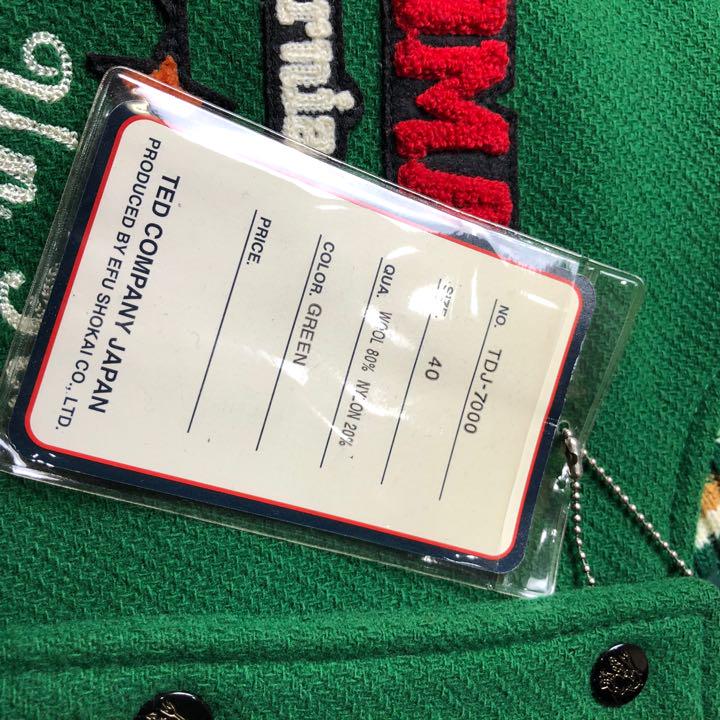 NO. TDJ-7000
SIZE. 40
QUA. WOOL 80% NYLON 20%
COLOR. GREEN
PRICE.
TED COMPANY JAPAN
PRODUCED BY EFU SHOKAI CO., LTD.